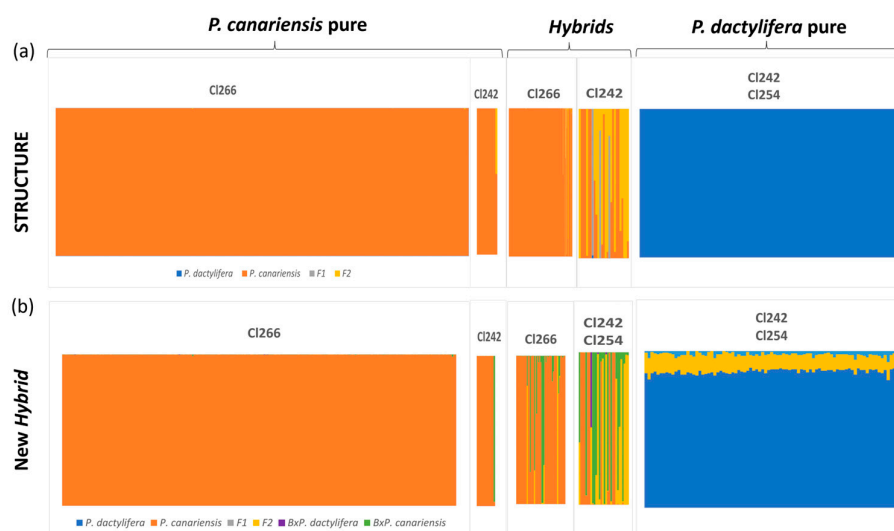 P. canariensis pure
Hybrids
P. dactylifera pure
(a)
STRUCTURE
Cl266
Cl242
Cl266
Cl242
Cl242
Cl254
P. dactylifera P. canariensis F1 F2
(b)
New Hybrid
Cl266
Cl242
Cl266
Cl242
Cl254
Cl242
Cl254
P. dactylifera P. canariensis F1 F2 BxP. dactylifera BxP. canariensis